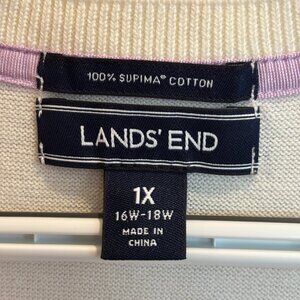 100% SUPIMA® COTTON
LANDS' END
1X
16W-18W
MADE IN
CHINA